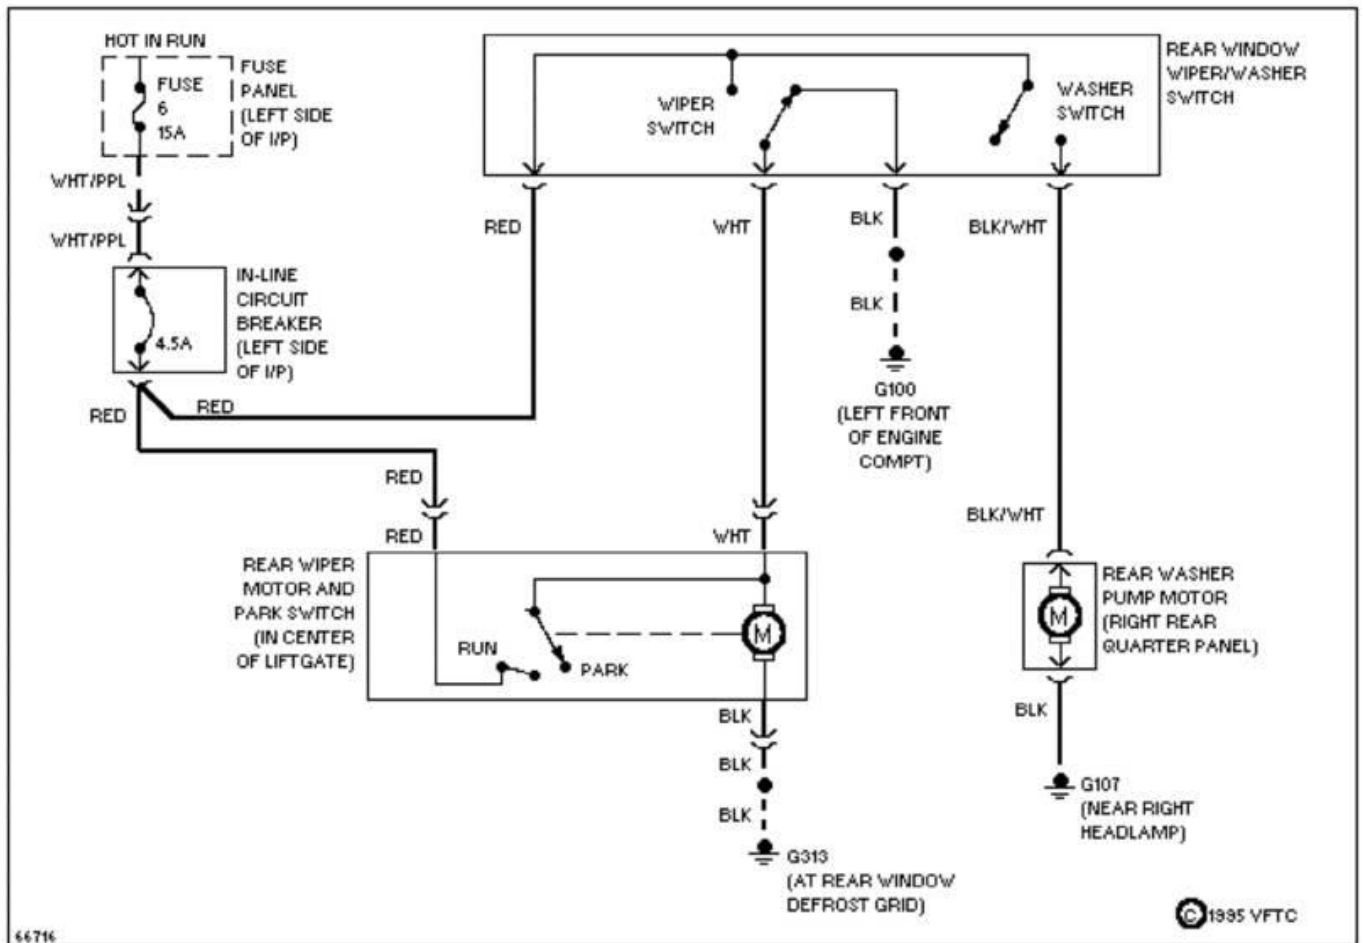 HOT IN RUN
FUSE
6
15A
FUSE
PANEL
(LEFT SIDE
OF I/P)
WHT/PPL
WHT/PPL
IN-LINE
CIRCUIT
BREAKER
(LEFT SIDE
OF I/P)
4.5A
RED
RED
REAR WINDOW
WIPER/WASHER
SWITCH
WIPER
SWITCH
WASHER
SWITCH
RED
WHT
BLK
BLK/WHT
BLK
G100
(LEFT FRONT
OF ENGINE
COMPT)
RED
RED
WHT
BLK/WHT
REAR WIPER
MOTOR AND
PARK SWITCH
(IN CENTER
OF LIFTGATE)
RUN
PARK
M
M
REAR WASHER
PUMP MOTOR
(RIGHT REAR
QUARTER PANEL)
BLK
BLK
BLK
BLK
G313
(AT REAR WINDOW
DEFROST GRID)
G107
(NEAR RIGHT
HEADLAMP)
© 1995 VFTC
66716